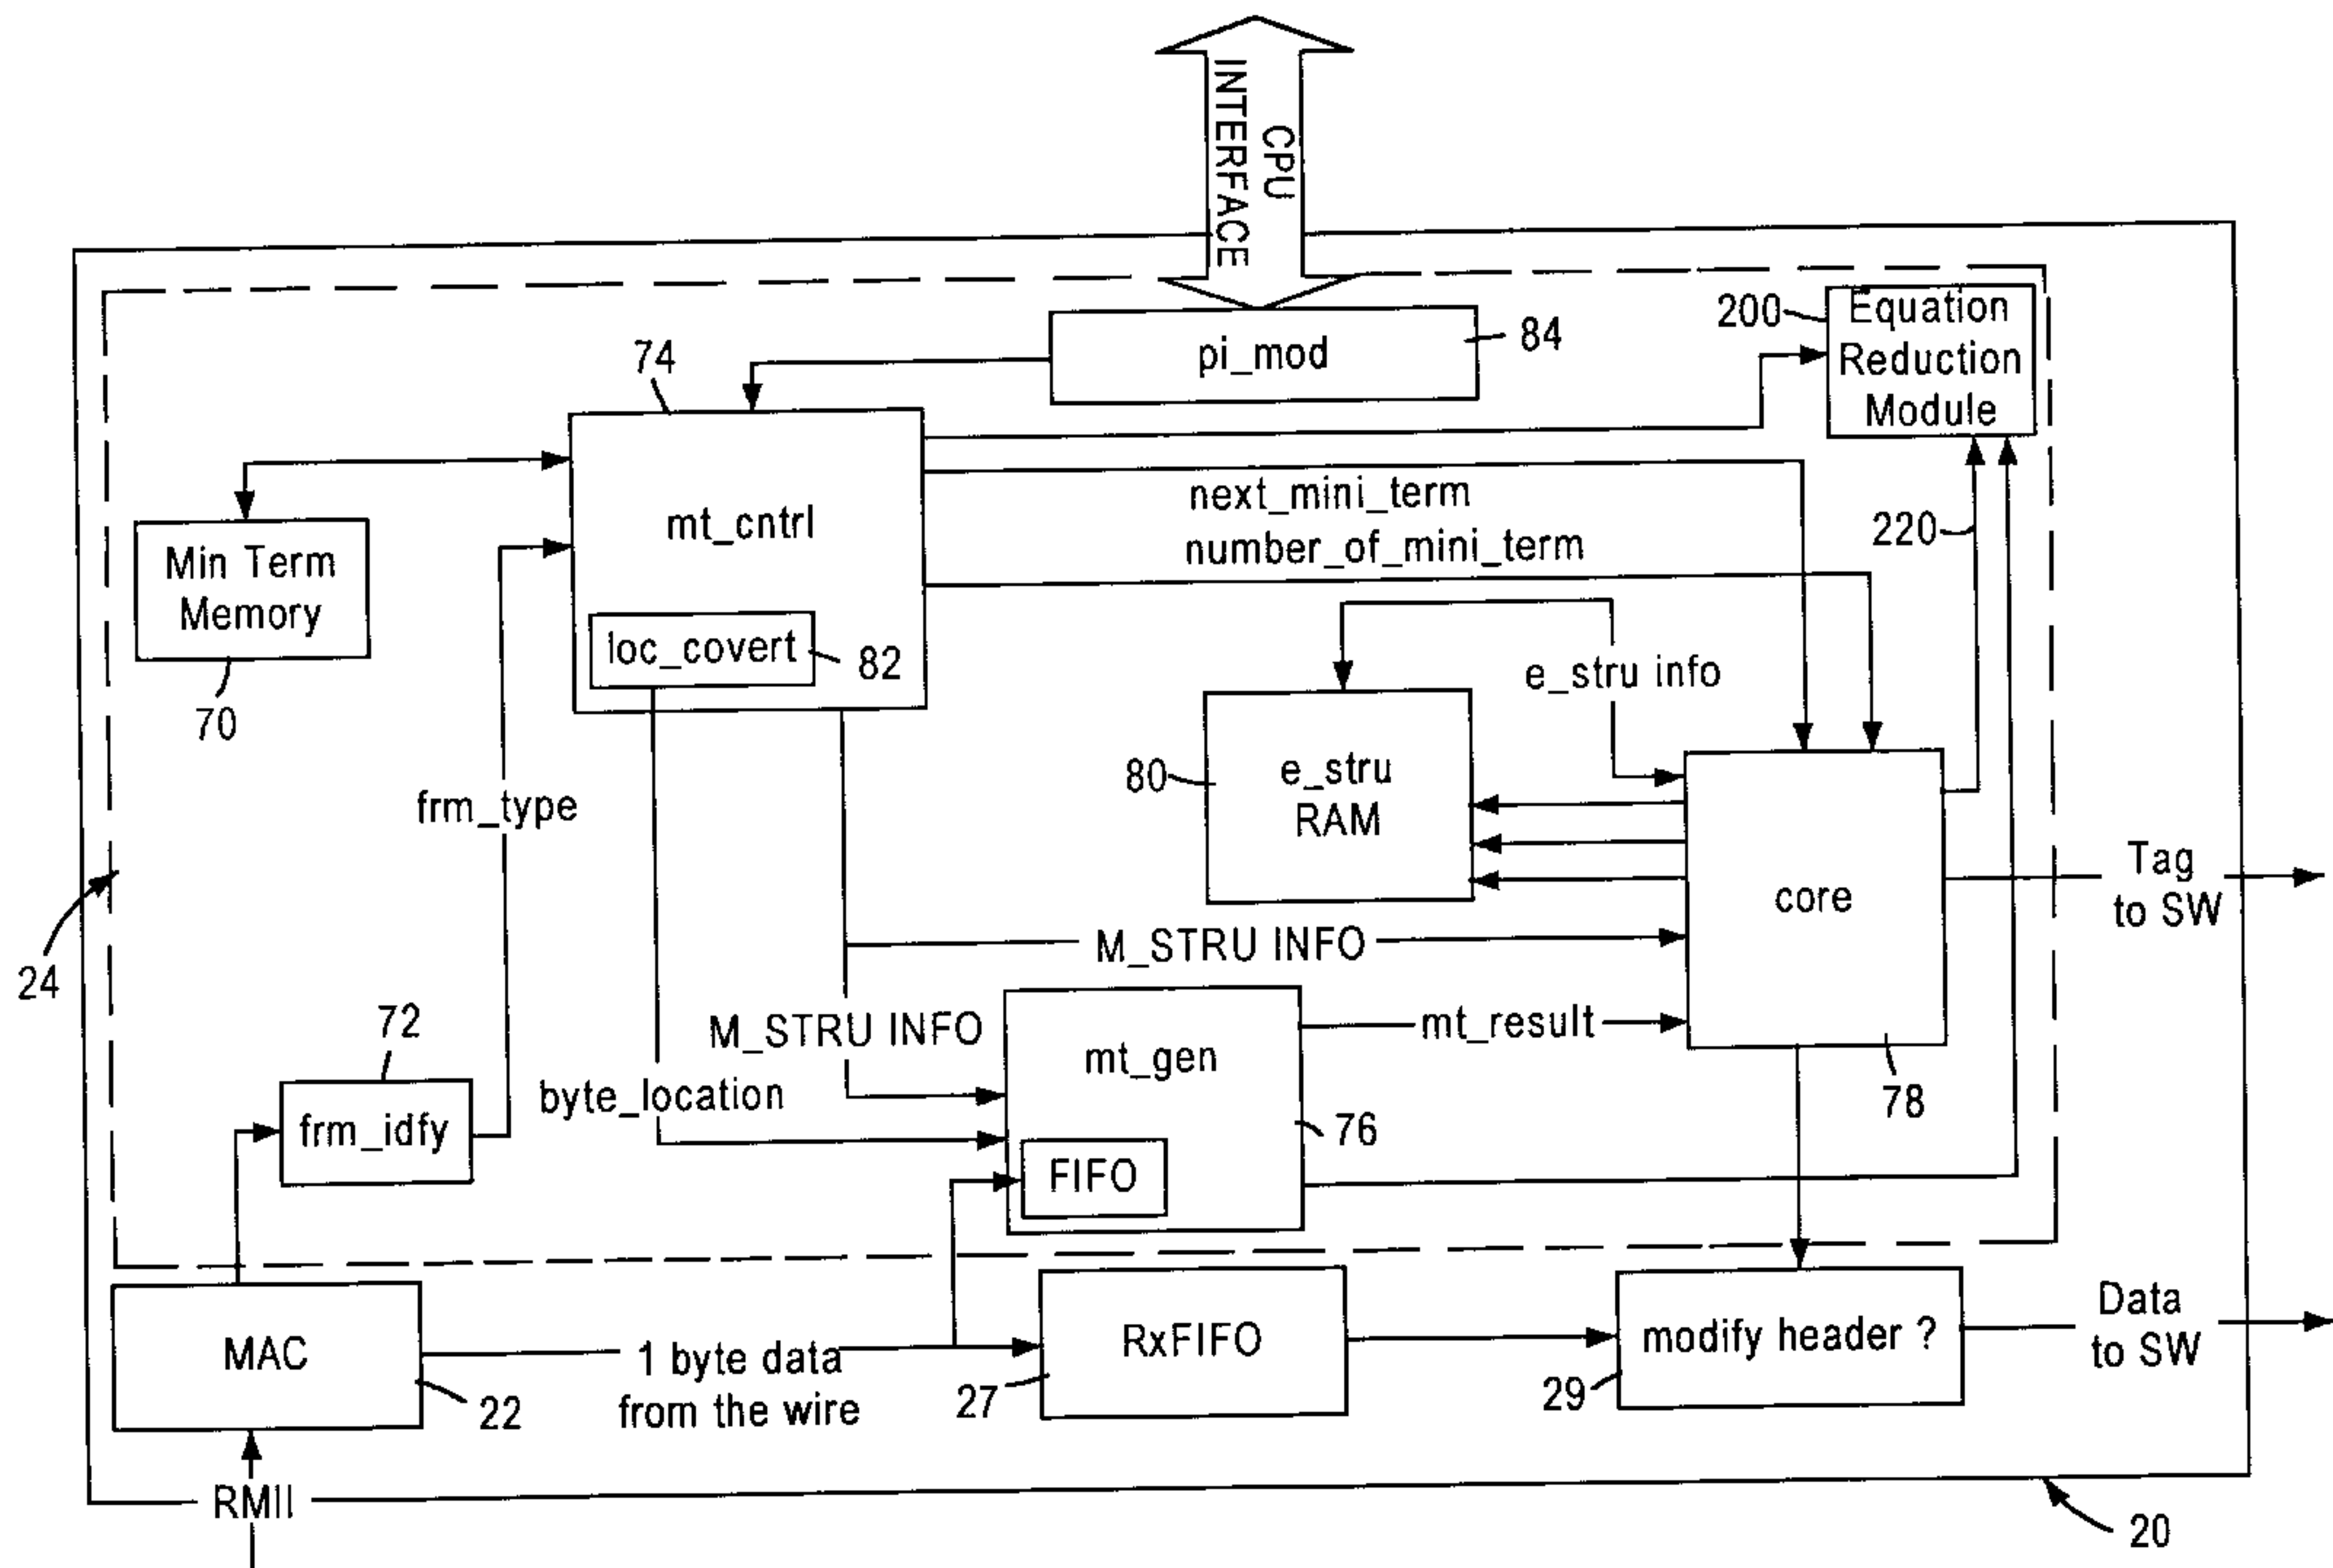 CPU
INTERFACE
200
Equation
Reduction
Module
pi_mod
84
74
mt_cntrl
next_mini_term
number_of_mini_term
220
Min Term
Memory
70
loc_covert
82
e_stru info
80
e_stru
RAM
frm_type
core
Tag
to SW
24
M_STRU INFO
M_STRU INFO
mt_result
72
mt_gen
byte_location
78
76
frm_idfy
FIFO
MAC
22
1 byte data
from the wire
RxFIFO
27
modify header ?
29
Data
to SW
RMII
20